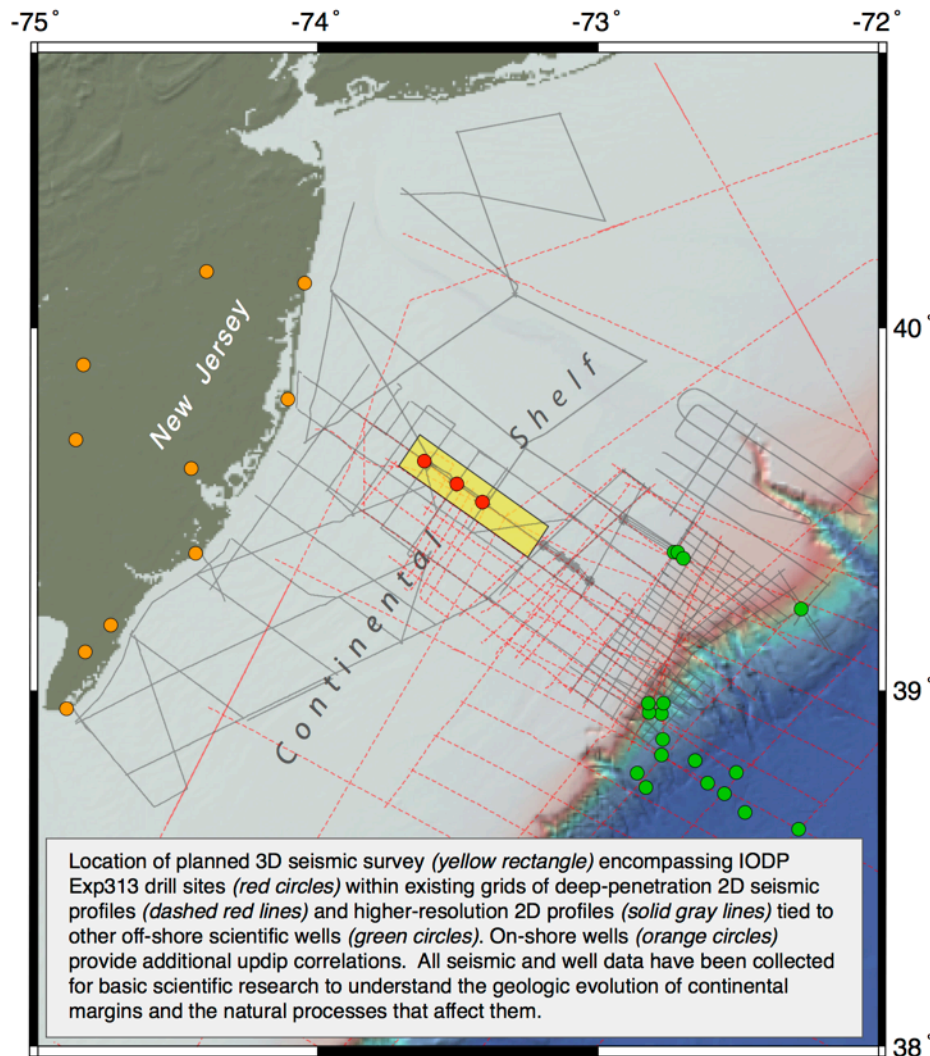 -75° -74° -73° -72°
40°
New Jersey
Continental Shelf
39°
Location of planned 3D seismic survey (yellow rectangle) encompassing IODP
Exp313 drill sites (red circles) within existing grids of deep-penetration 2D seismic
profiles (dashed red lines) and higher-resolution 2D profiles (solid gray lines) tied to
other off-shore scientific wells (green circles). On-shore wells (orange circles)
provide additional updip correlations. All seismic and well data have been collected
for basic scientific research to understand the geologic evolution of continental
margins and the natural processes that affect them.
38°